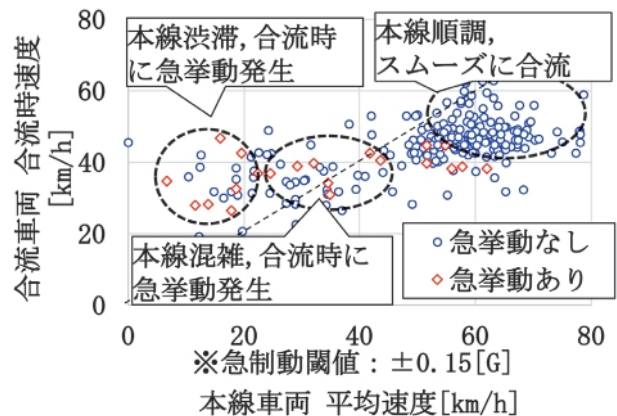 合流車両 合流時速度
[km/h]
80
60
40
20
0
本線渋滞,合流時
に急挙動発生
本線順調,
スムーズに合流
本線混雑,合流時に
急挙動発生
急挙動なし
急挙動あり
0
20
40
60
80
※急制動閾値：±0.15[G]
本線車両 平均速度[km/h]